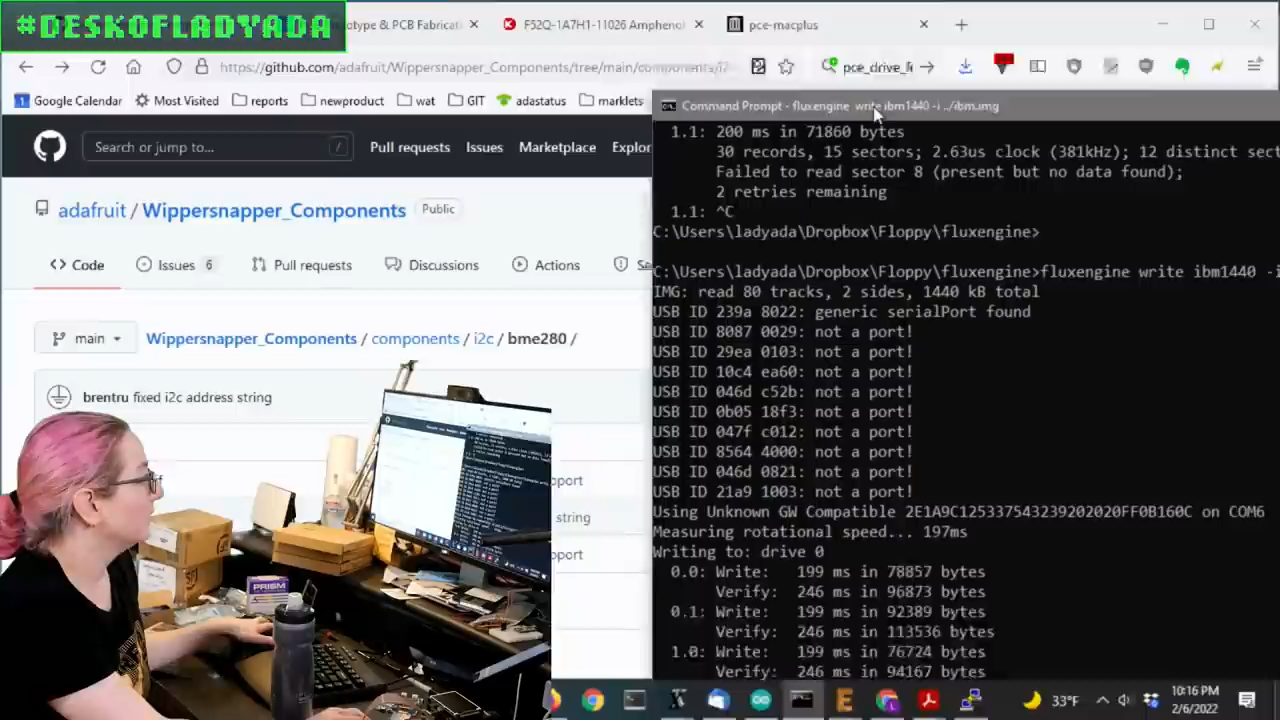 #DESKOFLADYADA
otype & PCB Fabricati
F52Q-1A7H1-11026 Amphenol
pce-macplus
https://github.com/adafruit/Wippersnapper_Components/tree/main/components/i2
Google Calendar
Most Visited
reports
newproduct
wat
GIT
adastatus
marklets
Search or jump to...
/
Pull requests
Issues
Marketplace
Explor
adafruit / Wippersnapper_Components
Public
Code
Issues 6
Pull requests
Discussions
Actions
main
Wippersnapper_Components / components / i2c / bme280 /
brentru fixed i2c address string
pport
string
pport
PRISM
Command Prompt - fluxengine write ibm1440 -i ../ibm.img
1.1: 200 ms in 71860 bytes
30 records, 15 sectors; 2.63us clock (381kHz); 12 distinct sect
Failed to read sector 8 (present but no data found);
2 retries remaining
1.1: ^C
C:\Users\ladyada\Dropbox\Floppy\fluxengine>
C:\Users\ladyada\Dropbox\Floppy\fluxengine>fluxengine write ibm1440 -i
IMG: read 80 tracks, 2 sides, 1440 kB total
USB ID 239a 8022: generic serialPort found
USB ID 8087 0029: not a port!
USB ID 29ea 0103: not a port!
USB ID 10c4 ea60: not a port!
USB ID 046d c52b: not a port!
USB ID 0b05 18f3: not a port!
USB ID 047f c012: not a port!
USB ID 8564 4000: not a port!
USB ID 046d 0821: not a port!
USB ID 21a9 1003: not a port!
Using Unknown GW Compatible 2E1A9C125337543239202020FF0B160C on COM6
Measuring rotational speed... 197ms
Writing to: drive 0
0.0: Write: 199 ms in 78857 bytes
Verify: 246 ms in 96873 bytes
0.1: Write: 199 ms in 92389 bytes
Verify: 246 ms in 113536 bytes
1.0: Write: 199 ms in 76724 bytes
Verify: 246 ms in 94167 bytes
33°F
10:16 PM
2/6/2022